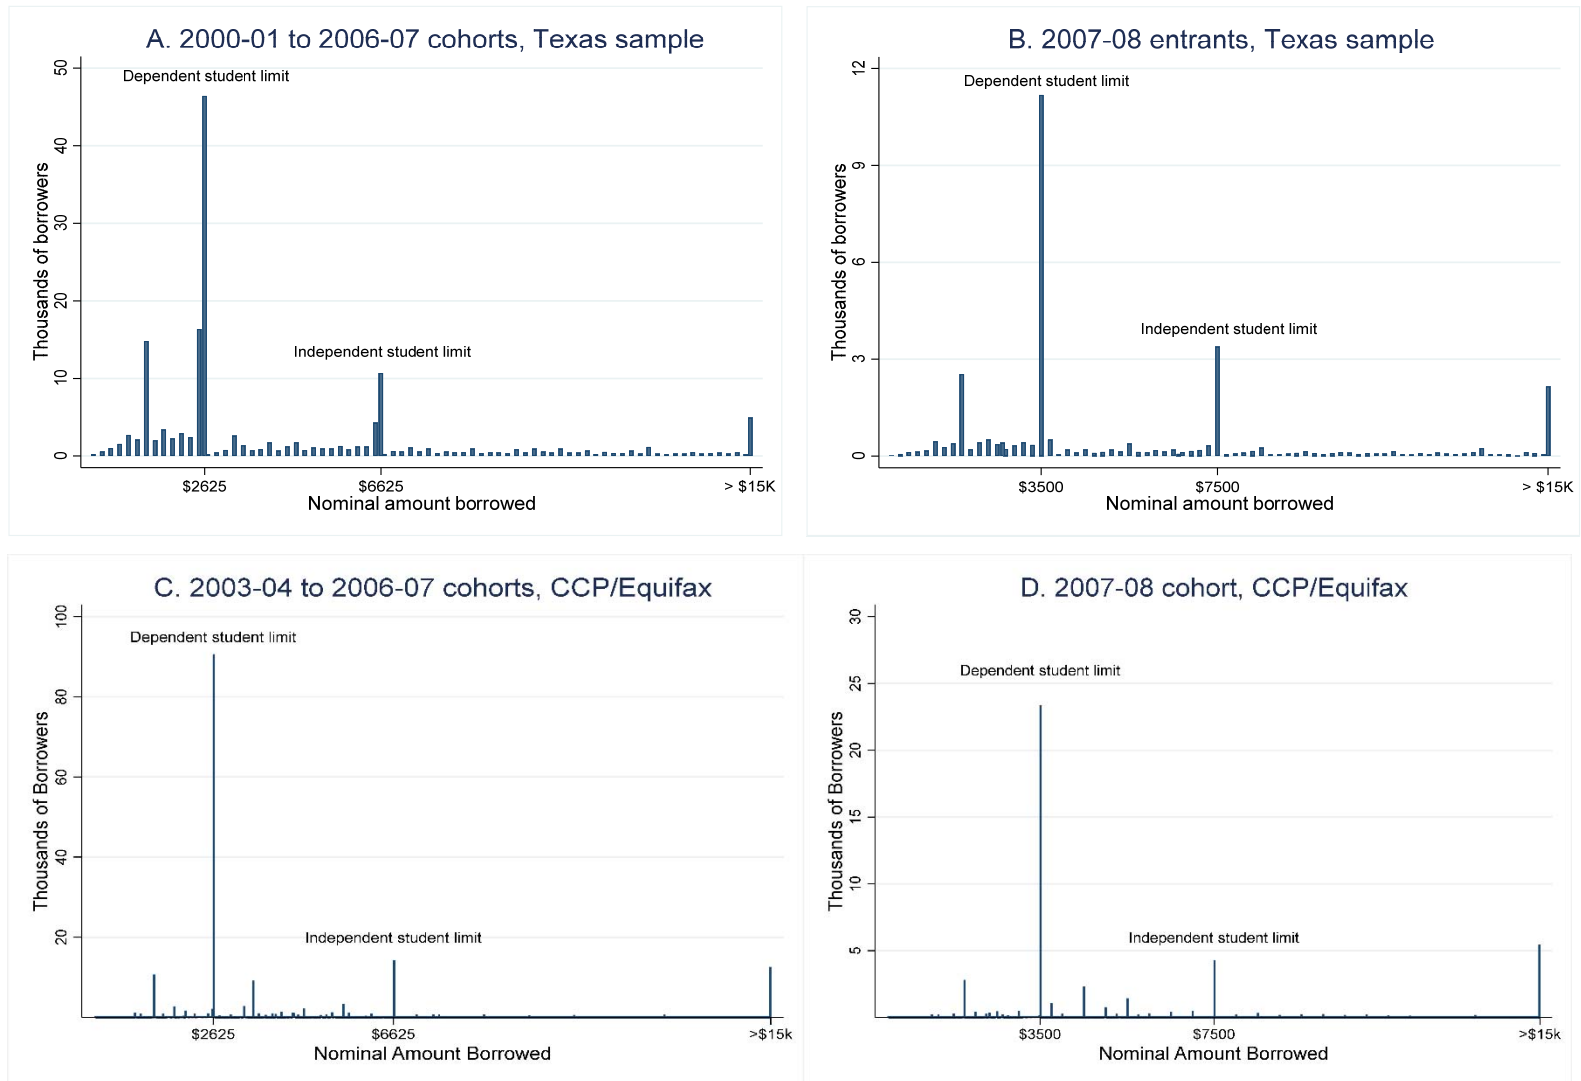 A. 2000-01 to 2006-07 cohorts, Texas sample
Dependent student limit
Independent student limit
Thousands of borrowers
50
40
30
20
10
0
$2625
$6625
> $15K
Nominal amount borrowed
B. 2007-08 entrants, Texas sample
Dependent student limit
Independent student limit
Thousands of borrowers
12
9
6
3
0
$3500
$7500
> $15K
Nominal amount borrowed
C. 2003-04 to 2006-07 cohorts, CCP/Equifax
Dependent student limit
Independent student limit
Thousands of Borrowers
100
80
60
40
20
$2625
$6625
>$15k
Nominal Amount Borrowed
D. 2007-08 cohort, CCP/Equifax
Dependent student limit
Independent student limit
Thousands of Borrowers
30
25
20
15
10
5
$3500
$7500
>$15k
Nominal Amount Borrowed